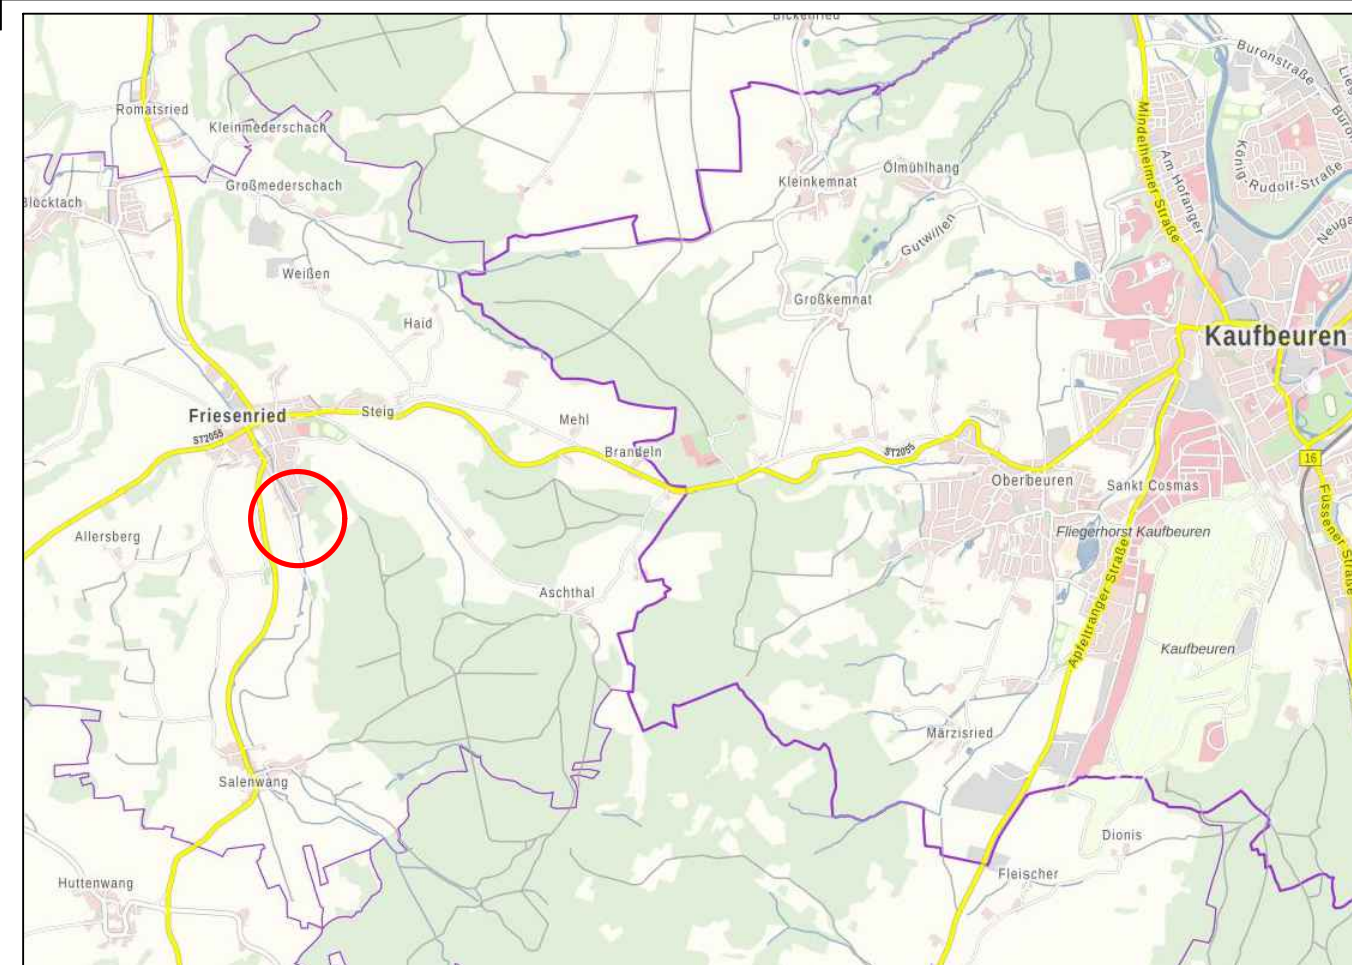 Bickenried
Buronstraße
Romatsried
Kleinmederschach
Mindelheimer Straße
Am Hofanger
König-Rudolf-Straße
Ölmühlhang
Kleinkemnat
Großmederschach
Blöcktach
Gutwillen
Weißen
Großkemnat
Haid
Kaufbeuren
Friesenried
Steig
Mehl
ST2055
Brandeln
ST2055
16
Oberbeuren
Sankt Cosmas
Füssener Straße
Allersberg
Fliegerhorst Kaufbeuren
Aschthal
Apfeltranger Straße
Kaufbeuren
Märzisried
Salenwang
Dionis
Fleischer
Huttenwang